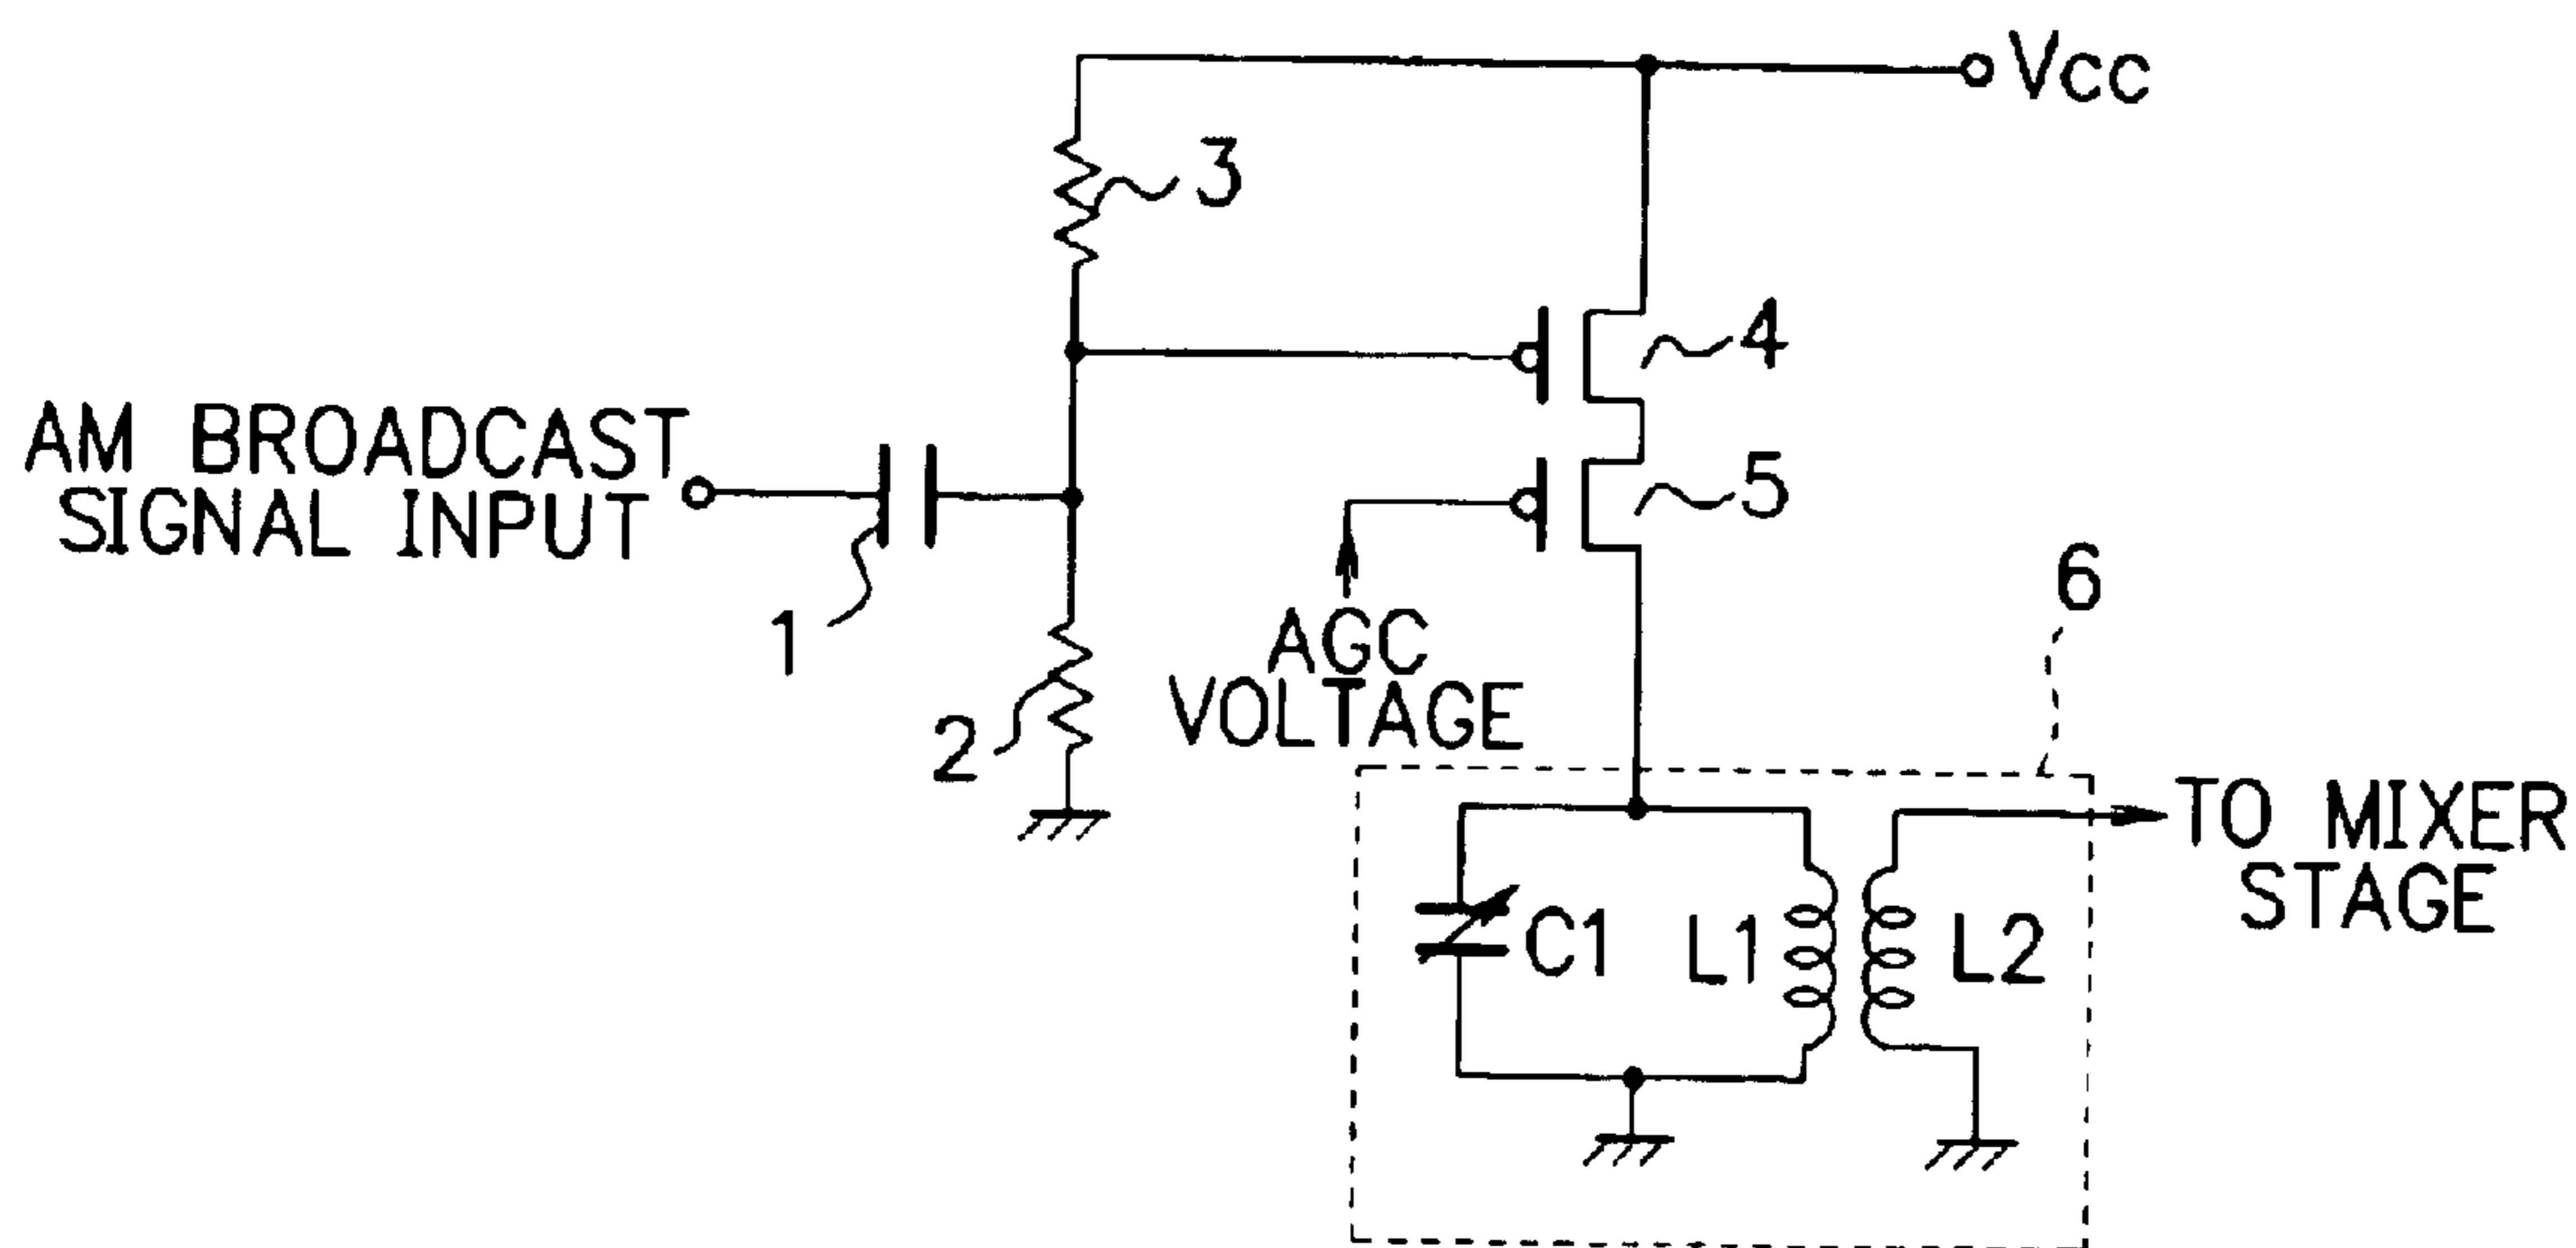 Vcc
3
4
AM BROADCAST
SIGNAL INPUT
5
1
6
AGC
VOLTAGE
2
TO MIXER
STAGE
C1
L1
L2